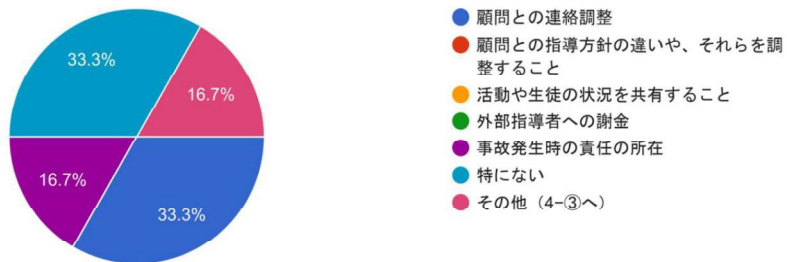 33.3%
16.7%
16.7%
33.3%
顧問との連絡調整
顧問との指導方針の違いや、それらを調
整すること
活動や生徒の状況を共有すること
外部指導者への謝金
事故発生時の責任の所在
特にない
その他（4−③へ）